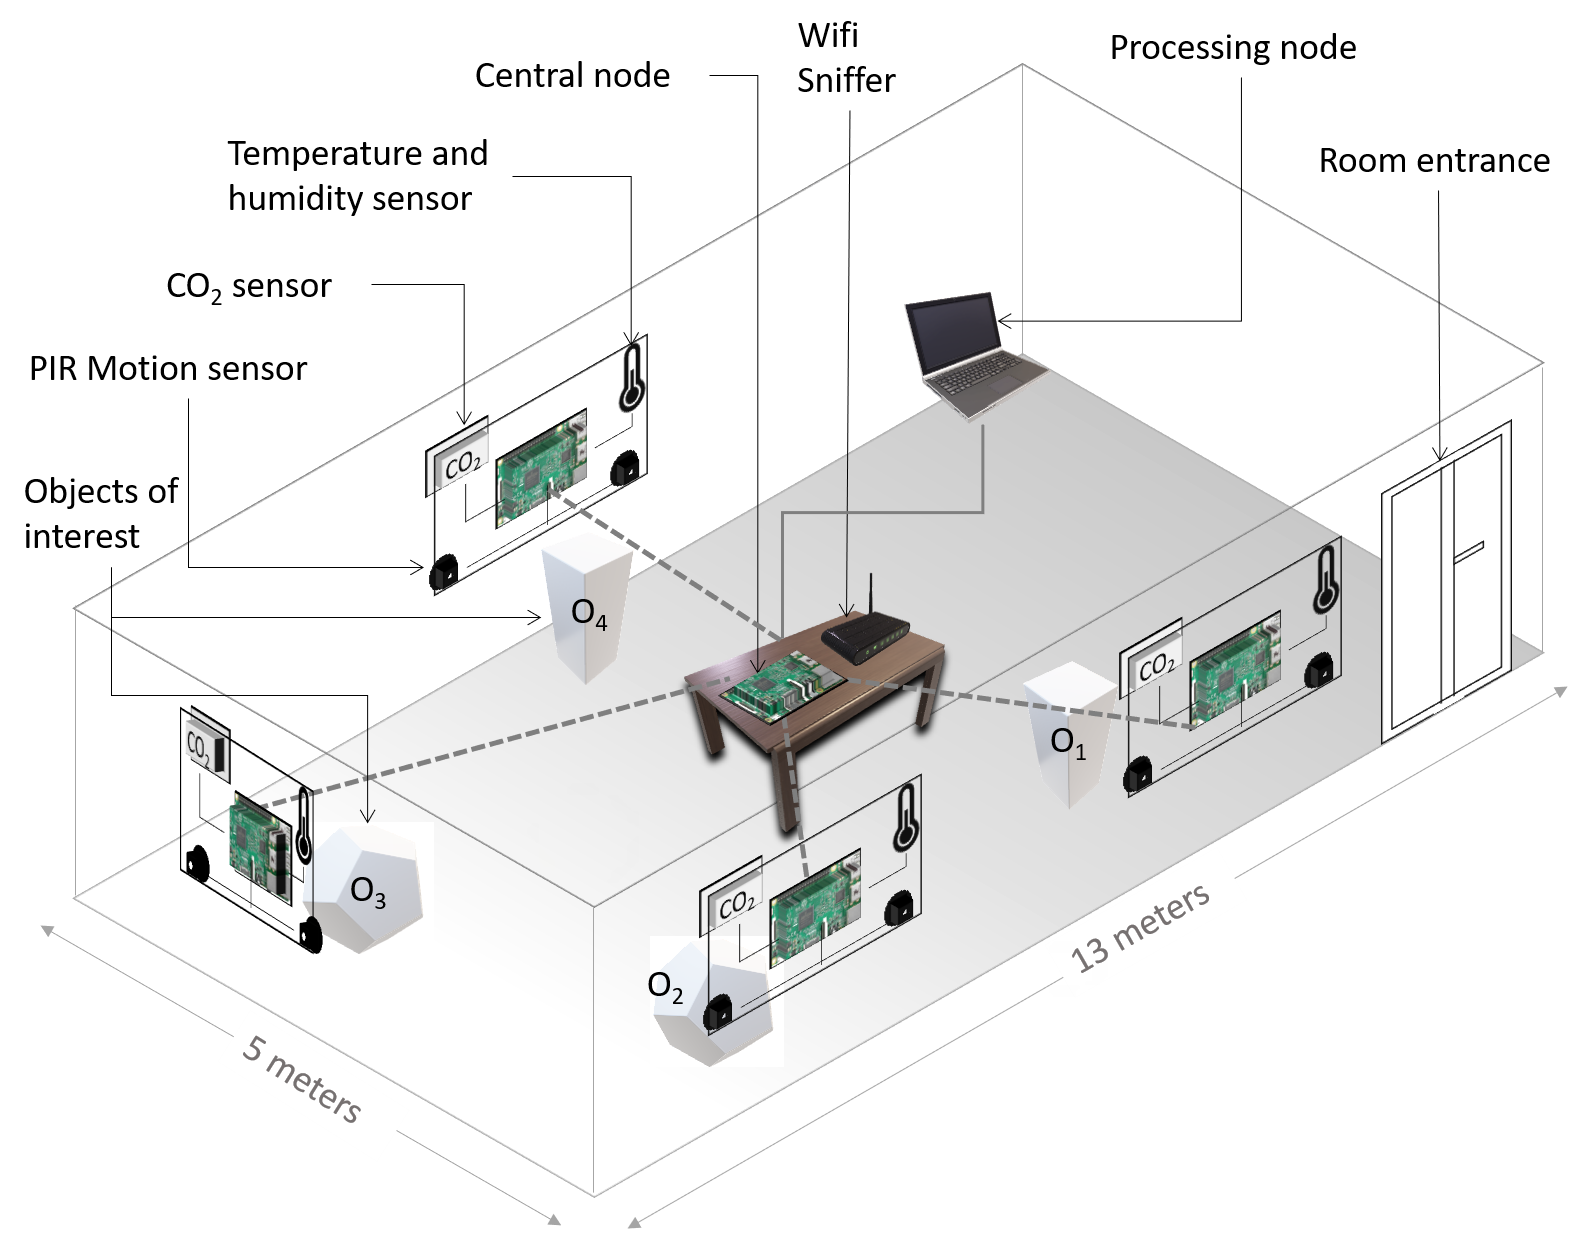 Wifi
Sniffer
Processing node
Central node
Temperature and
humidity sensor
Room entrance
CO₂ sensor
PIR Motion sensor
Objects of
interest
CO₂
O₄
CO₂
O₁
CO₂
O₃
CO₂
O₂
13 meters
5 meters